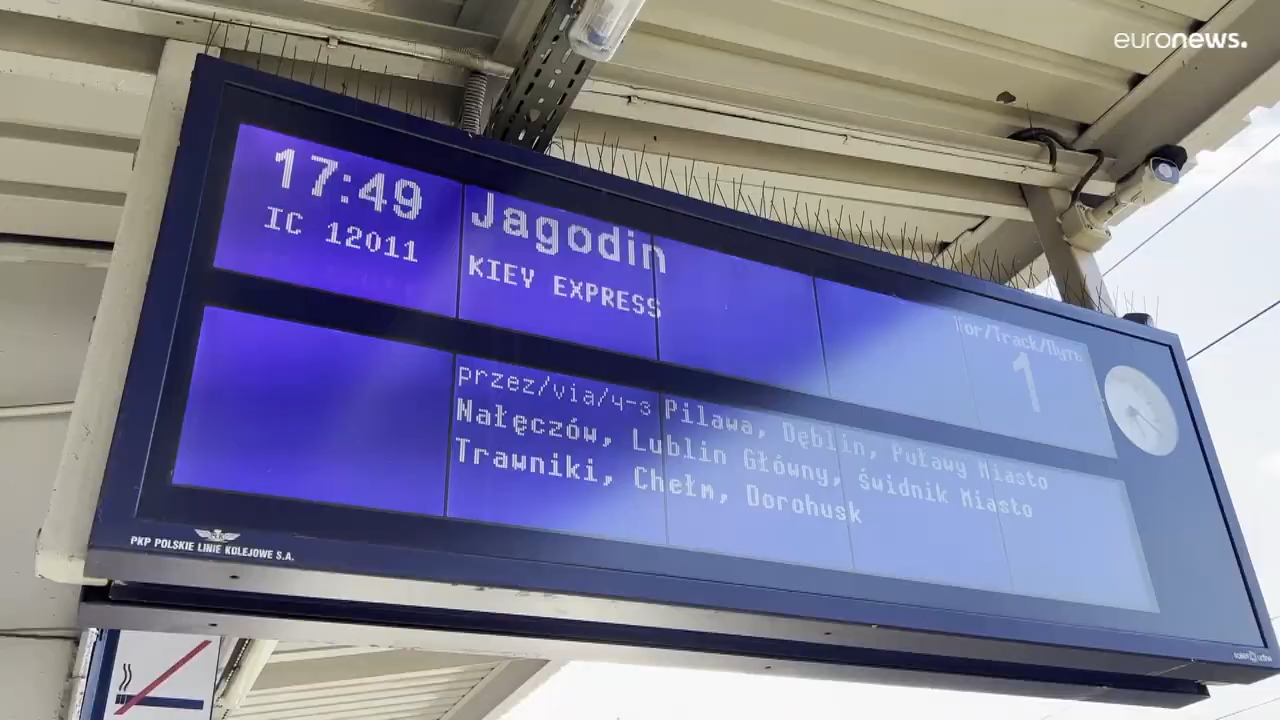 euronews.
17:49 Jagodin
IC 12011 KIEV EXPRESS
Tor/Track/Путь
1
przez/via/ч-з Pilawa, Dęblin, Puławy Miasto
Nałęczów, Lublin Główny, Świdnik Miasto
Trawniki, Chełm, Dorohusk
PKP POLSKIE LINIE KOLEJOWE S.A.